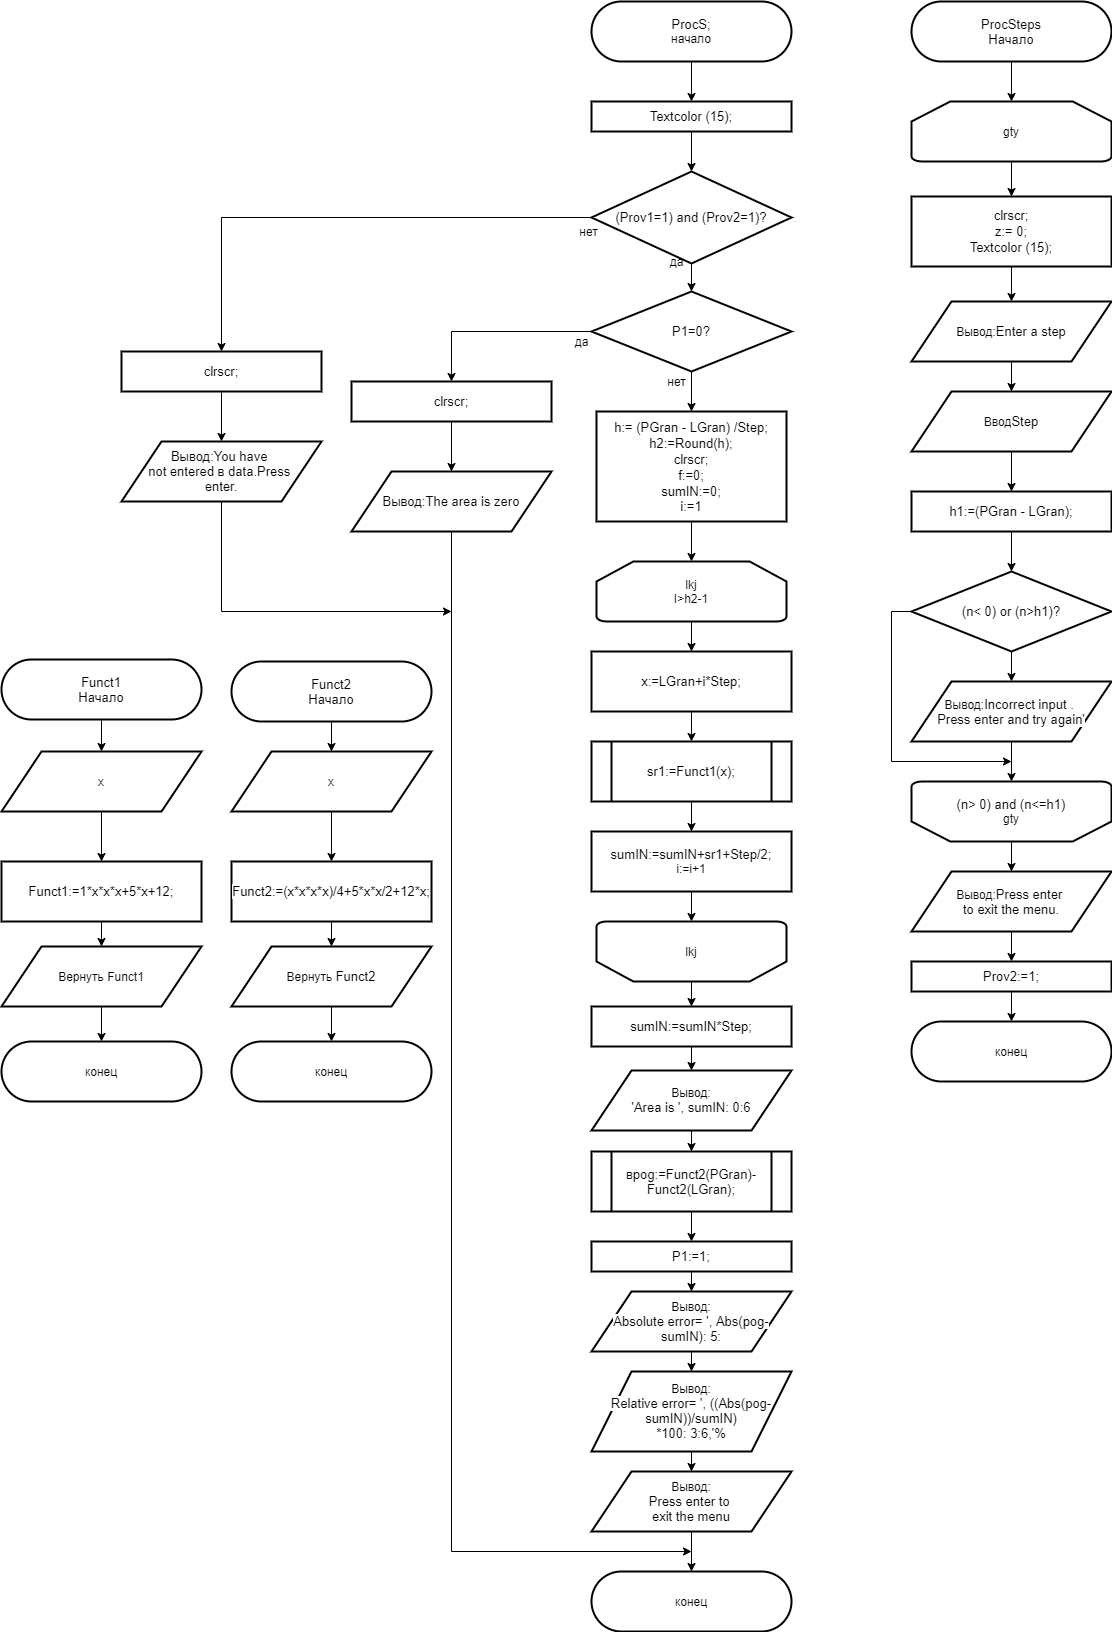 ProcS;
начало
Textcolor (15);
(Prov1=1) and (Prov2=1)?
нет
да
P1=0?
да
нет
clrscr;
Вывод:You have
not entered в data.Press
enter.
clrscr;
Вывод:The area is zero
h:= (PGran - LGran) /Step;
h2:=Round(h);
clrscr;
f:=0;
sumIN:=0;
i:=1
lkj
I>h2-1
x:=LGran+i*Step;
sr1:=Funct1(x);
sumIN:=sumIN+sr1+Step/2;
i:=i+1
lkj
sumIN:=sumIN*Step;
Вывод:
'Area is ', sumIN: 0:6
врод:=Funct2(PGran)-
Funct2(LGran);
P1:=1;
Вывод:
Absolute error= ', Abs(pog-
sumIN): 5:
Вывод:
Relative error= ', ((Abs(pog-
sumIN))/sumIN)
*100: 3:6,'%
Вывод:
Press enter to
exit the menu
конец
Funct1
Начало
x
Funct1:=1*x*x*x+5*x+12;
Вернуть Funct1
конец
Funct2
Начало
x
Funct2:=(x*x*x*x)/4+5*x*x/2+12*x;
Вернуть Funct2
конец
ProcSteps
Начало
gty
clrscr;
z:= 0;
Textcolor (15);
Вывод:Enter a step
ВводStep
h1:=(PGran - LGran);
(n< 0) or (n>h1)?
Вывод:Incorrect input .
Press enter and try again'
(n> 0) and (n<=h1)
gty
Вывод:Press enter
to exit the menu.
Prov2:=1;
конец